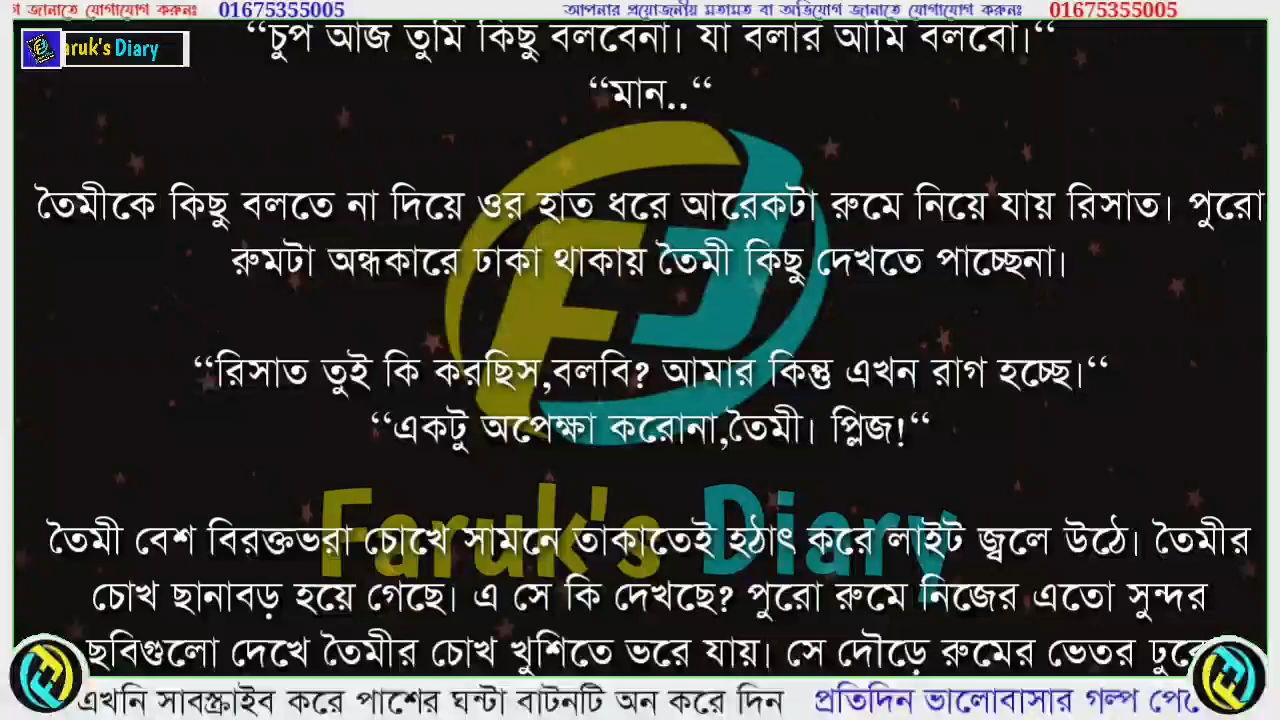 জানাতে যোগাযোগ করুনঃ 01675355005 আপনার প্রয়োজনীয় মতামত বা অভিযোগ জানাতে যোগাযোগ করুনঃ 01675355005
“চুপ আজ তুমি কিছু বলবেনা। যা বলার আমি বলবো।“
aruk's Diary
“মান..“
তৈমীকে কিছু বলতে না দিয়ে ওর হাত ধরে আরেকটা রুমে নিয়ে যায় রিসাত। পুরো
রুমটা অন্ধকারে ঢাকা থাকায় তৈমী কিছু দেখতে পাচ্ছেনা।
“রিসাত তুই কি করছিস,বলবি? আমার কিন্তু এখন রাগ হচ্ছে।“
“একটু অপেক্ষা করোনা,তৈমী। প্লিজ!“
Faruk's Diary
তৈমী বেশ বিরক্তভরা চোখে সামনে তাকাতেই হঠাৎ করে লাইট জ্বলে উঠে। তৈমীর
চোখ ছানাবড় হয়ে গেছে। এ সে কি দেখছে? পুরো রুমে নিজের এতো সুন্দর
ছবিগুলো দেখে তৈমীর চোখ খুশিতে ভরে যায়। সে দৌড়ে রুমের ভেতর
এখনি সাবস্ক্রাইব করে পাশের ঘন্টা বাটনটি অন করে দিন প্রতিদিন ভালোবাসার গল্প